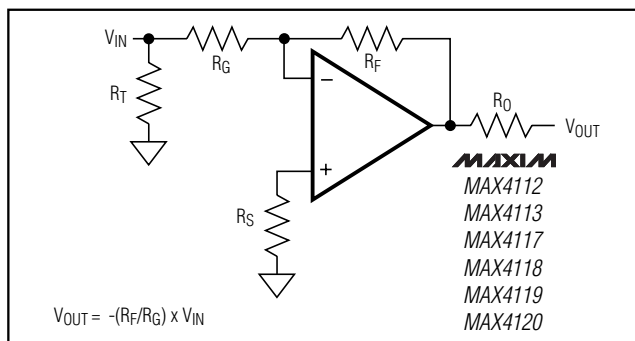 VIN
RG
RF
RT
−
+
RO
VOUT
RS
MAXIM
MAX4112
MAX4113
MAX4117
MAX4118
MAX4119
MAX4120
VOUT = -(RF/RG) x VIN